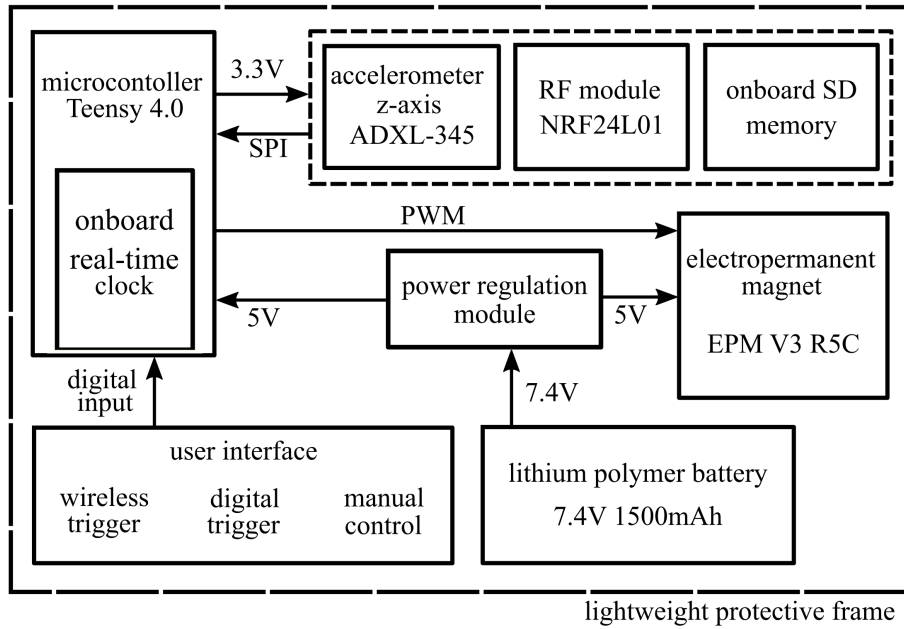 microcontoller
Teensy 4.0
onboard
real-time
clock
3.3V
SPI
accelerometer
z-axis
ADXL-345
RF module
NRF24L01
onboard SD
memory
PWM
power regulation
module
5V
5V
electropermanent
magnet
EPM V3 R5C
digital
input
7.4V
user interface
wireless
trigger
digital
trigger
manual
control
lithium polymer battery
7.4V 1500mAh
lightweight protective frame